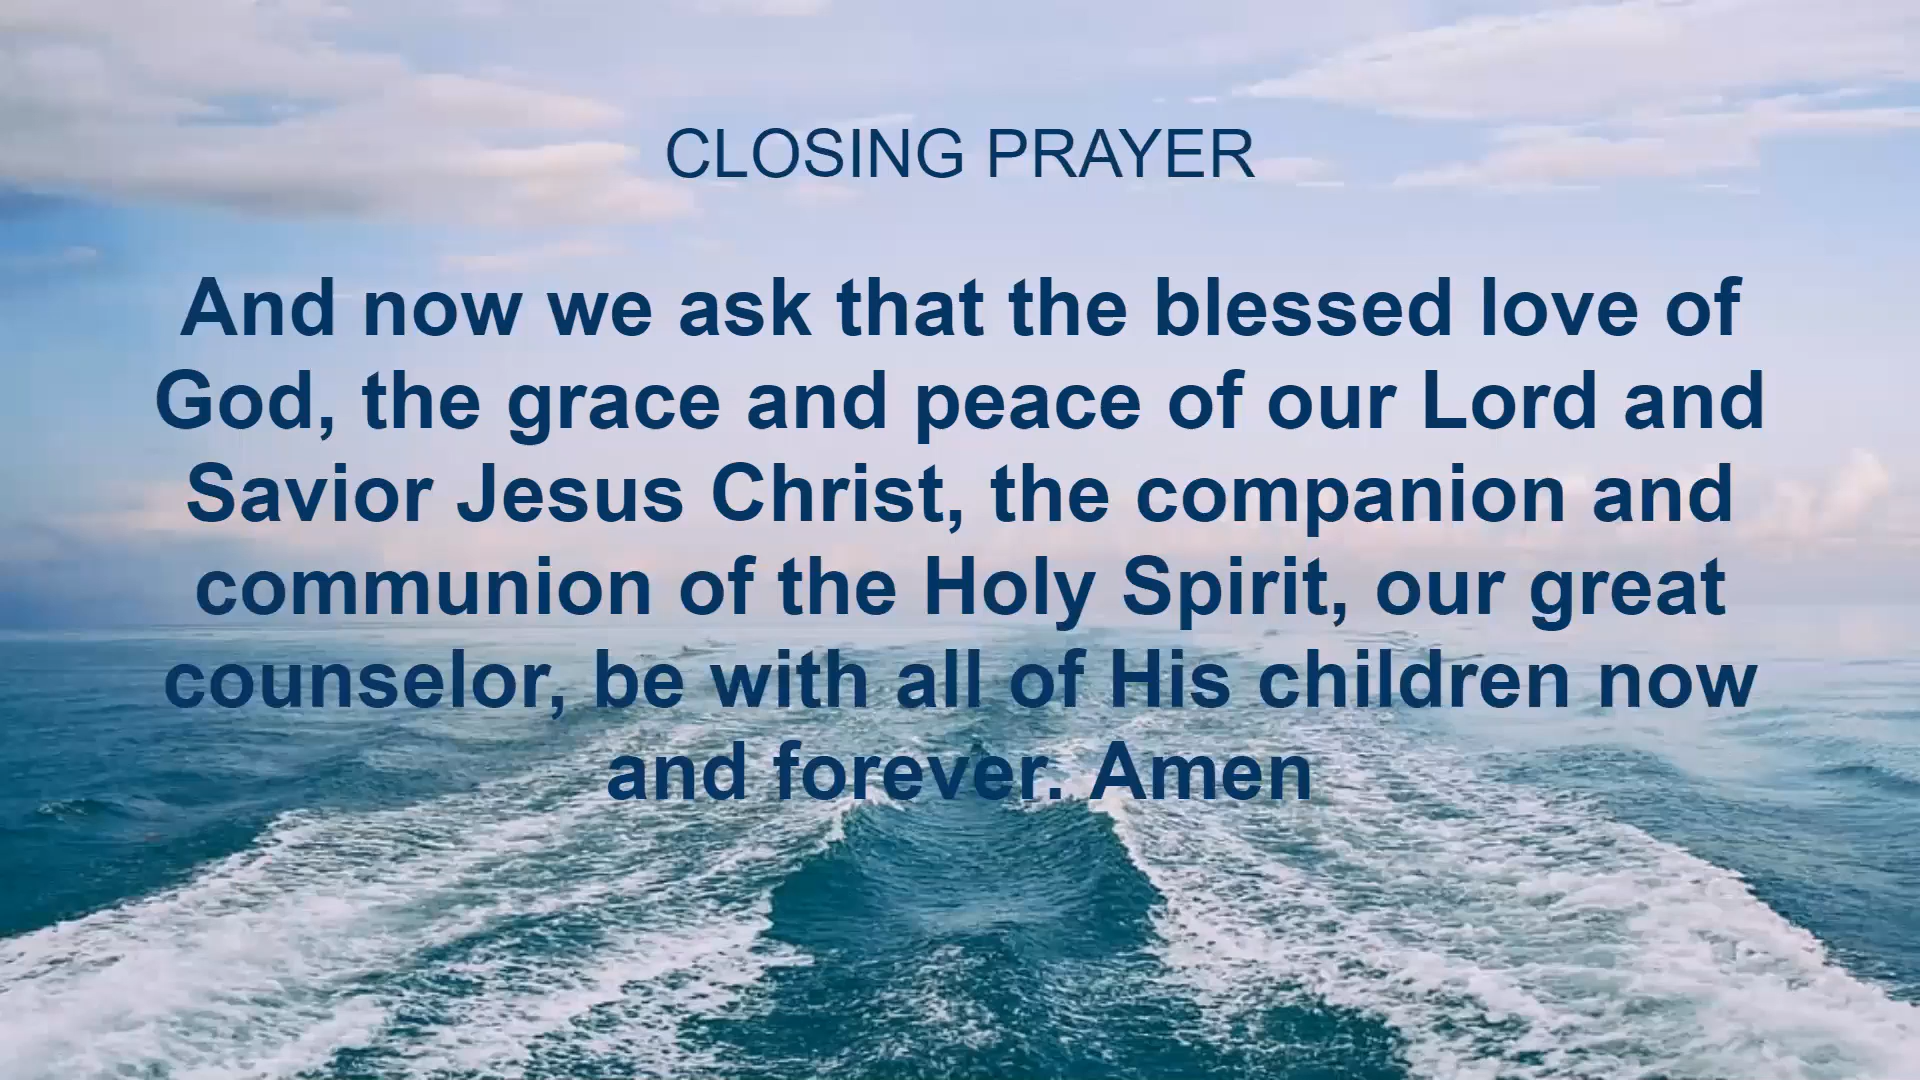 CLOSING PRAYER
And now we ask that the blessed love of
God, the grace and peace of our Lord and
Savior Jesus Christ, the companion and
communion of the Holy Spirit, our great
counselor, be with all of His children now
and forever. Amen